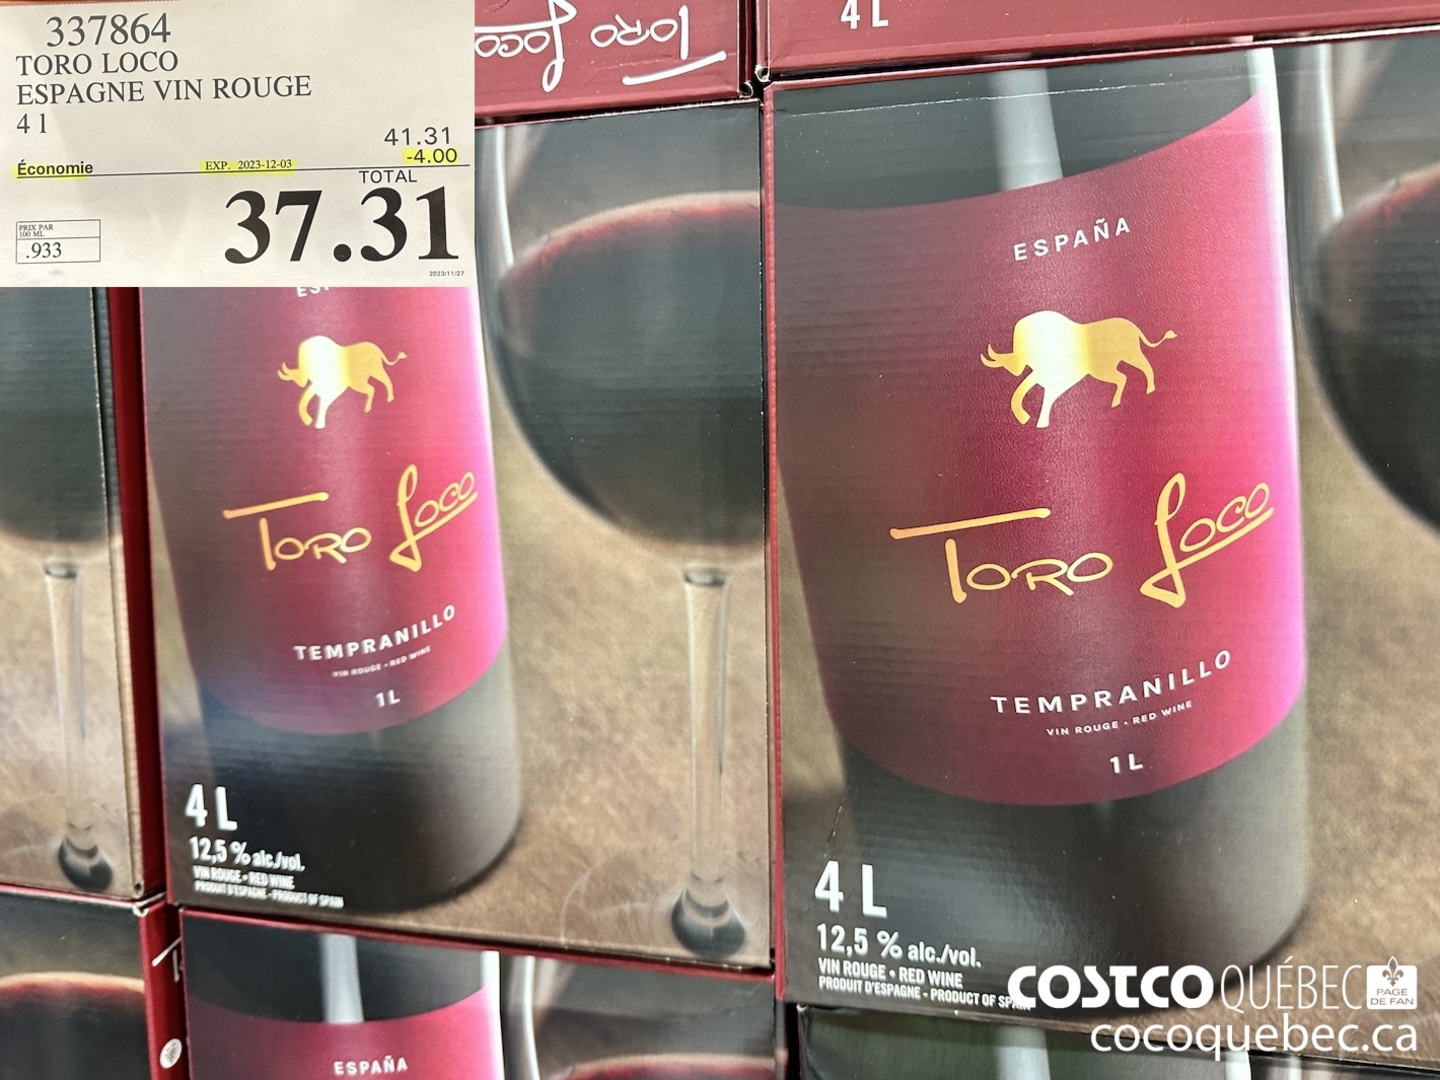 337864
TORO LOCO
ESPAGNE VIN ROUGE
4 l
41.31
Économie EXP. 2023-12-03 -4.00
TOTAL
37.31
PRIX PAR
100 ML
.933
2023/11/27
Toro Loco
4 L
ESPAÑA
Toro Loco
TEMPRANILLO
VIN ROUGE • RED WINE
1 L
4 L
12,5 % alc./vol.
VIN ROUGE • RED WINE
PRODUIT D'ESPAGNE • PRODUCT OF SPAIN
ESPAÑA
Toro Loco
TEMPRANILLO
VIN ROUGE • RED WINE
1 L
4 L
12,5 % alc./vol.
VIN ROUGE • RED WINE
PRODUIT D'ESPAGNE • PRODUCT OF
COSTCO QUÉBEC PAGE
DE FAN
cocoquebec.ca